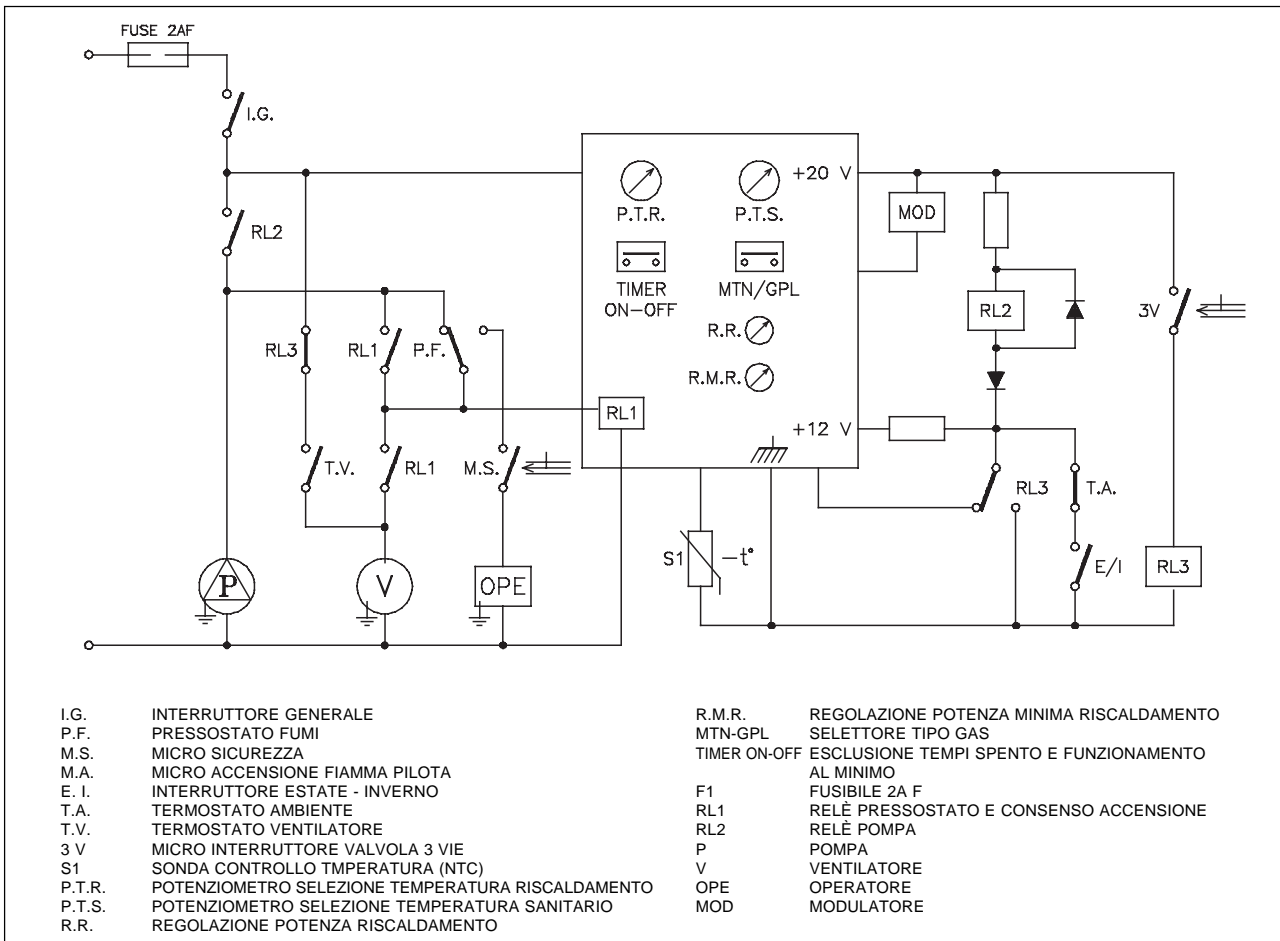 FUSE 2AF
I.G.
RL2
RL3
RL1
P.F.
T.V.
RL1
M.S.
P
V
OPE
P.T.R.
P.T.S.
+20 V
TIMER
ON-OFF
MTN/GPL
R.R.
R.M.R.
RL1
+12 V
MOD
RL2
3V
S1
-t°
RL3
T.A.
E/I
RL3
I.G. INTERRUTTORE GENERALE
P.F. PRESSOSTATO FUMI
M.S. MICRO SICUREZZA
M.A. MICRO ACCENSIONE FIAMMA PILOTA
E. I. INTERRUTTORE ESTATE - INVERNO
T.A. TERMOSTATO AMBIENTE
T.V. TERMOSTATO VENTILATORE
3 V MICRO INTERRUTTORE VALVOLA 3 VIE
S1 SONDA CONTROLLO TMPERATURA (NTC)
P.T.R. POTENZIOMETRO SELEZIONE TEMPERATURA RISCALDAMENTO
P.T.S. POTENZIOMETRO SELEZIONE TEMPERATURA SANITARIO
R.R. REGOLAZIONE POTENZA RISCALDAMENTO
R.M.R. REGOLAZIONE POTENZA MINIMA RISCALDAMENTO
MTN-GPL SELETTORE TIPO GAS
TIMER ON-OFF ESCLUSIONE TEMPI SPENTO E FUNZIONAMENTO
AL MINIMO
F1 FUSIBILE 2A F
RL1 RELÈ PRESSOSTATO E CONSENSO ACCENSIONE
RL2 RELÈ POMPA
P POMPA
V VENTILATORE
OPE OPERATORE
MOD MODULATORE